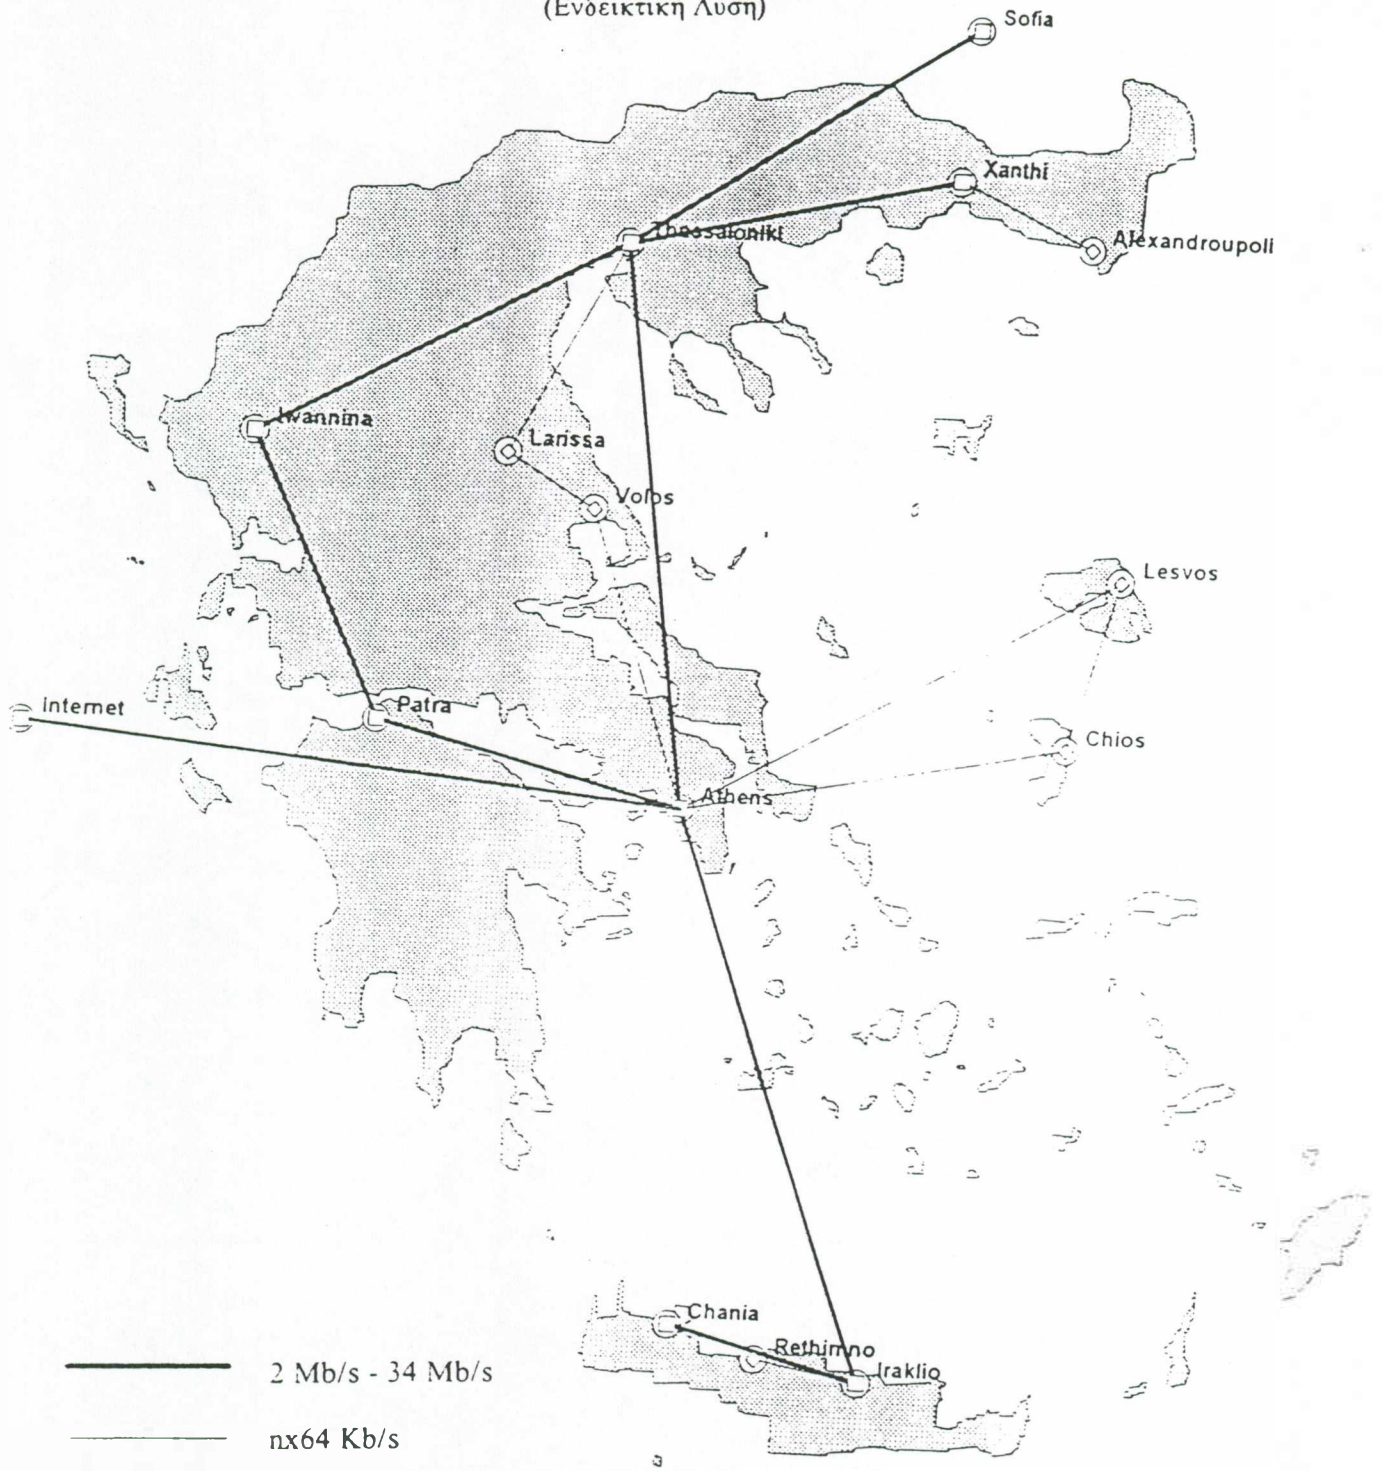 (Ενδεικτική Λύση)
Sofia
Xanthi
Thessaloniki
Alexandroupoli
Iwannina
Larissa
Volos
Lesvos
Internet
Patra
Chios
Athens
Chania
Rethimno
Iraklio
2 Mb/s - 34 Mb/s
nx64 Kb/s